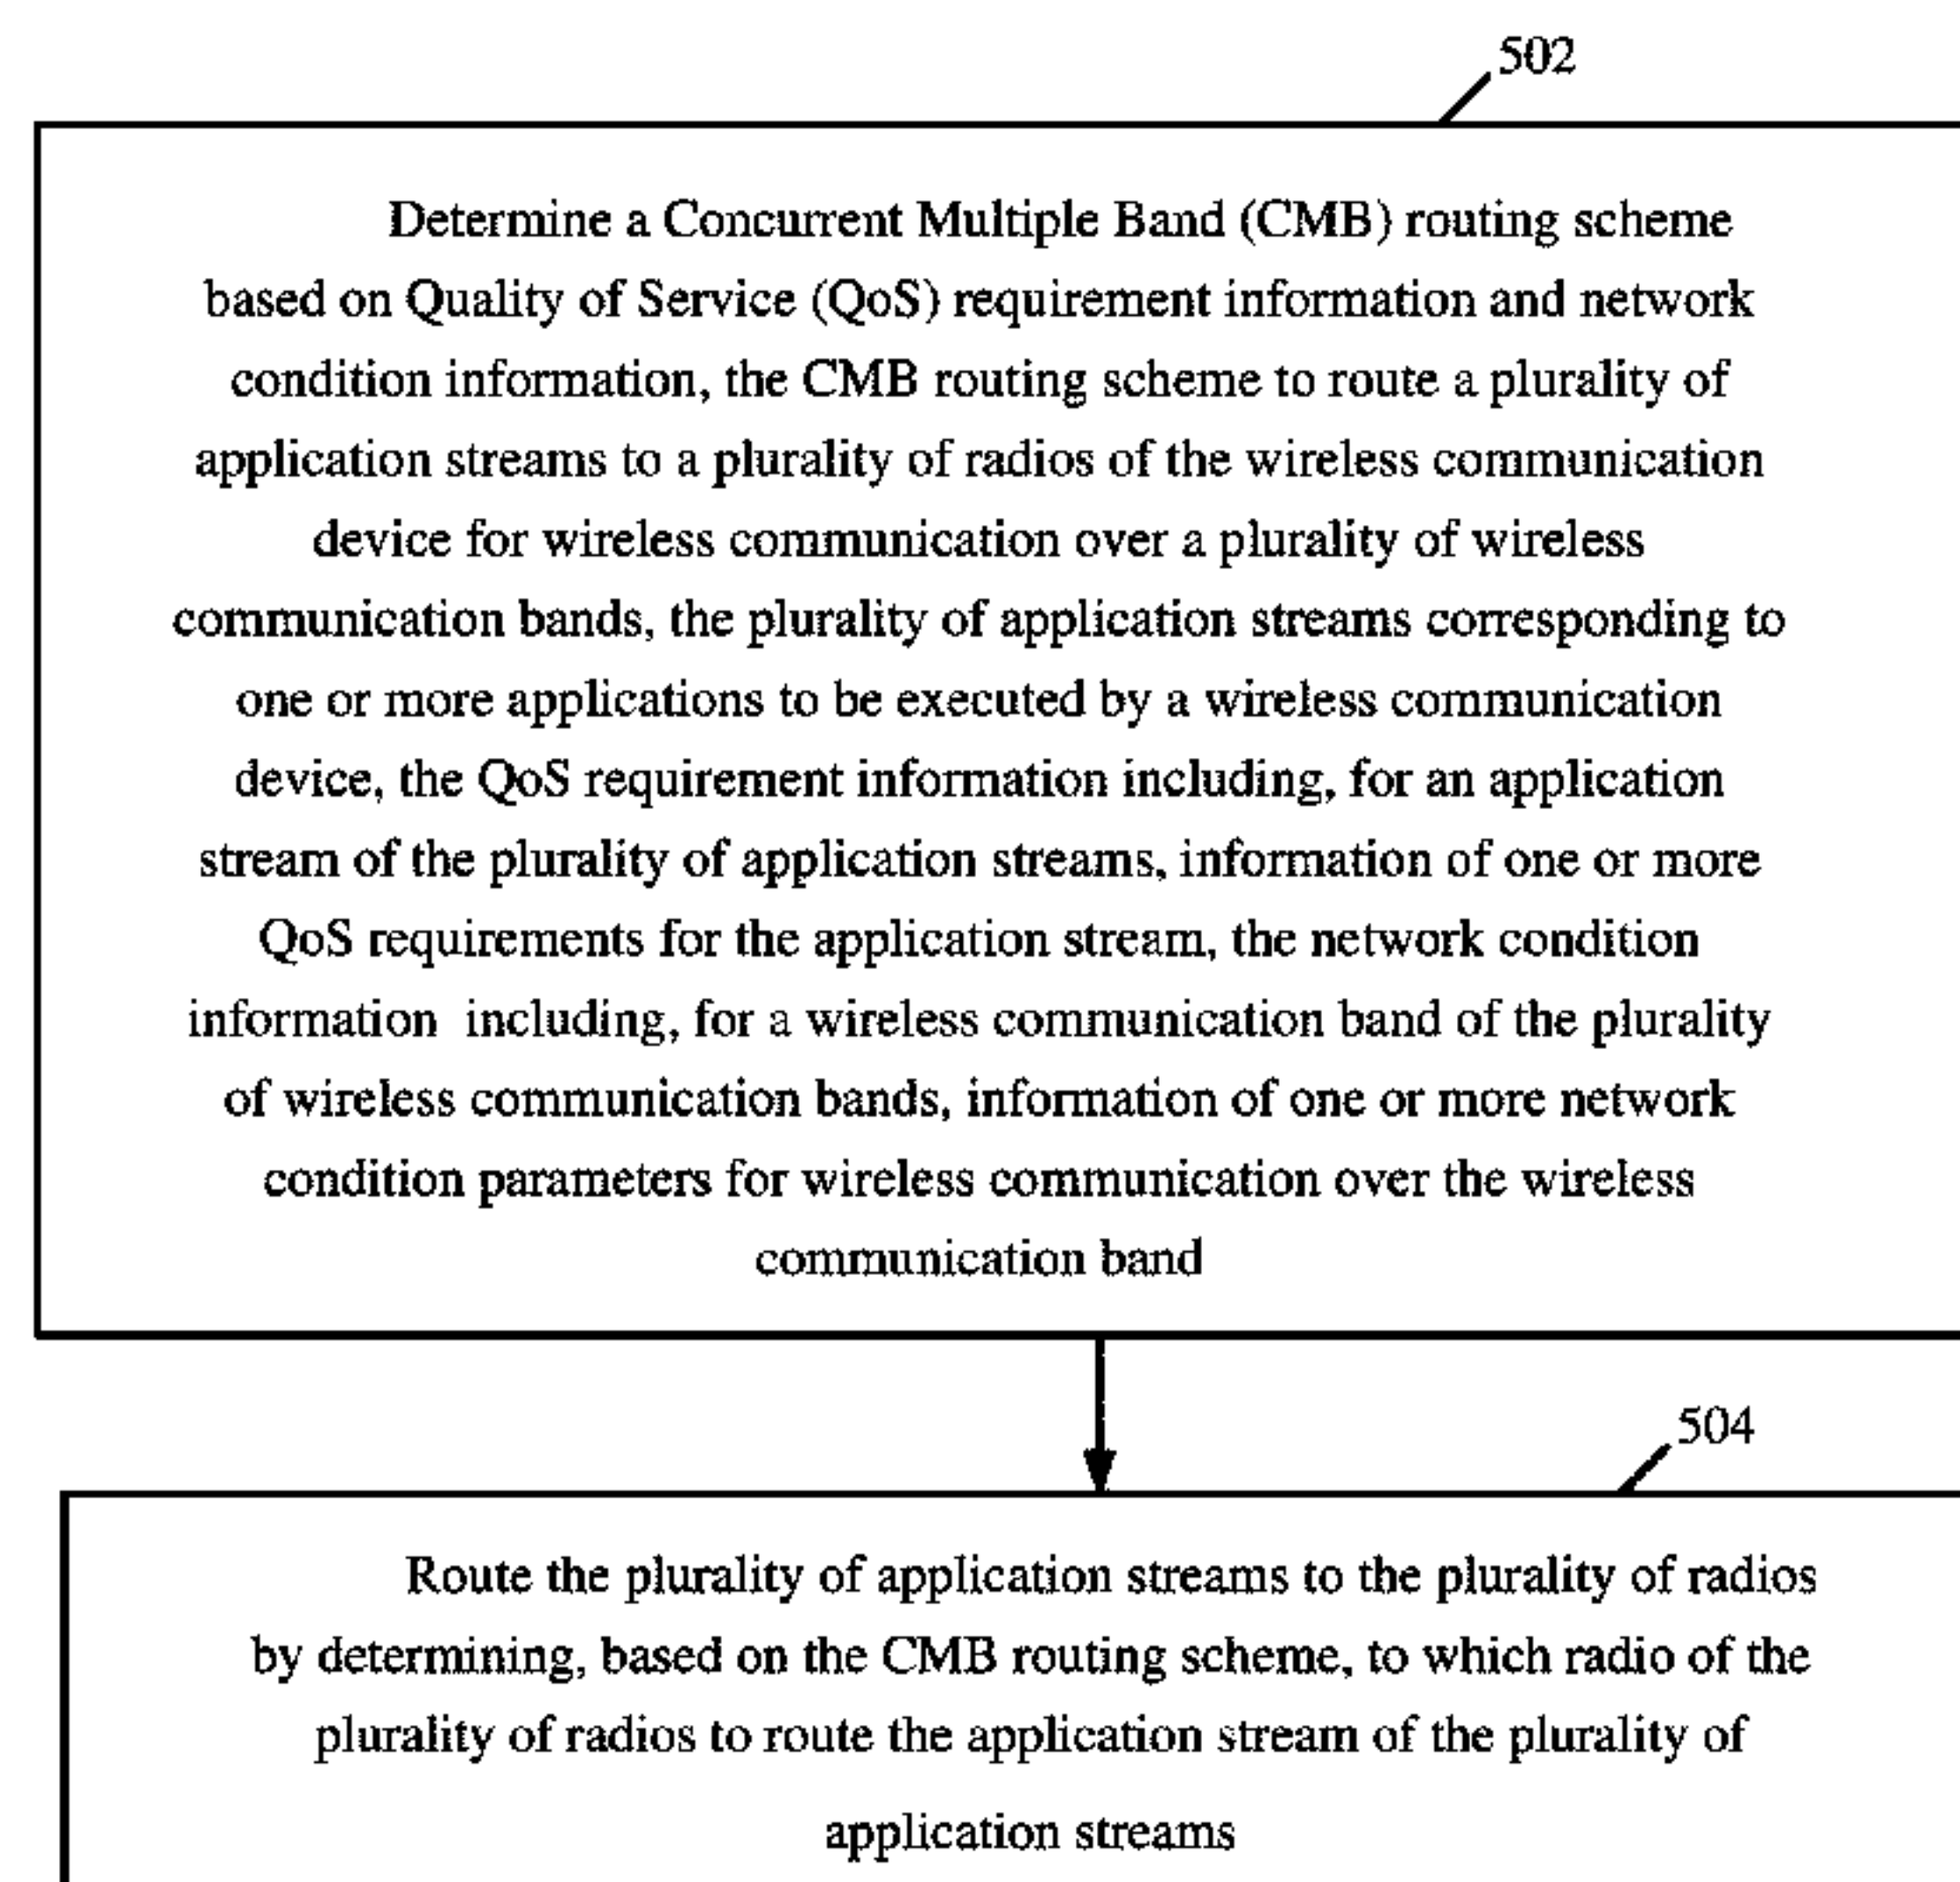 502
Determine a Concurrent Multiple Band (CMB) routing scheme
based on Quality of Service (QoS) requirement information and network
condition information, the CMB routing scheme to route a plurality of
application streams to a plurality of radios of the wireless communication
device for wireless communication over a plurality of wireless
communication bands, the plurality of application streams corresponding to
one or more applications to be executed by a wireless communication
device, the QoS requirement information including, for an application
stream of the plurality of application streams, information of one or more
QoS requirements for the application stream, the network condition
information including, for a wireless communication band of the plurality
of wireless communication bands, information of one or more network
condition parameters for wireless communication over the wireless
communication band
504
Route the plurality of application streams to the plurality of radios
by determining, based on the CMB routing scheme, to which radio of the
plurality of radios to route the application stream of the plurality of
application streams